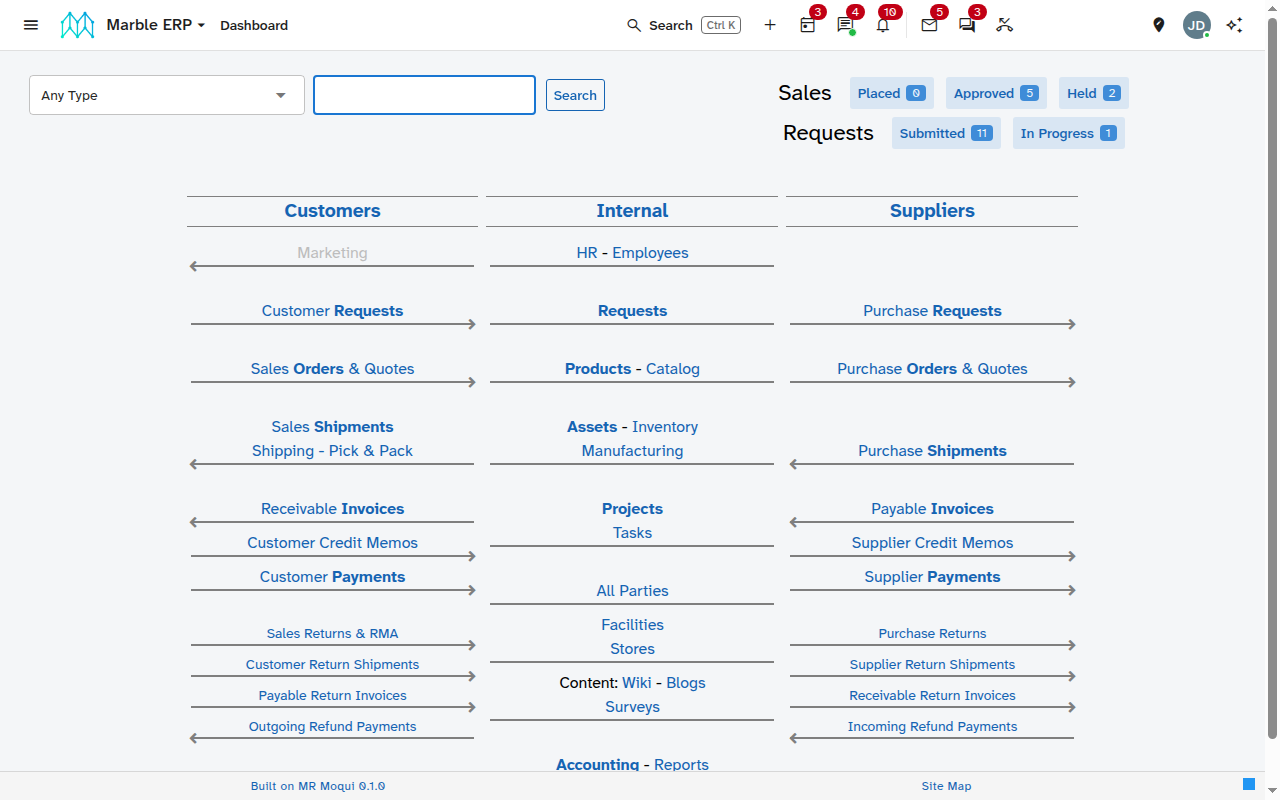 Marble ERP Dashboard Search Ctrl K 3 4 10 5 3 JD
Any Type Search
Sales Placed 0 Approved 5 Held 2
Requests Submitted 11 In Progress 1
Customers Internal Suppliers
Marketing HR - Employees
Customer Requests Requests Purchase Requests
Sales Orders & Quotes Products - Catalog Purchase Orders & Quotes
Sales Shipments Assets - Inventory
Shipping - Pick & Pack Manufacturing Purchase Shipments
Receivable Invoices Projects Payable Invoices
Tasks
Customer Credit Memos Supplier Credit Memos
Customer Payments Supplier Payments
All Parties
Facilities
Sales Returns & RMA Purchase Returns
Stores
Customer Return Shipments Supplier Return Shipments
Content: Wiki - Blogs
Payable Return Invoices Receivable Return Invoices
Surveys
Outgoing Refund Payments Incoming Refund Payments
Accounting - Reports
Built on MR Moqui 0.1.0 Site Map